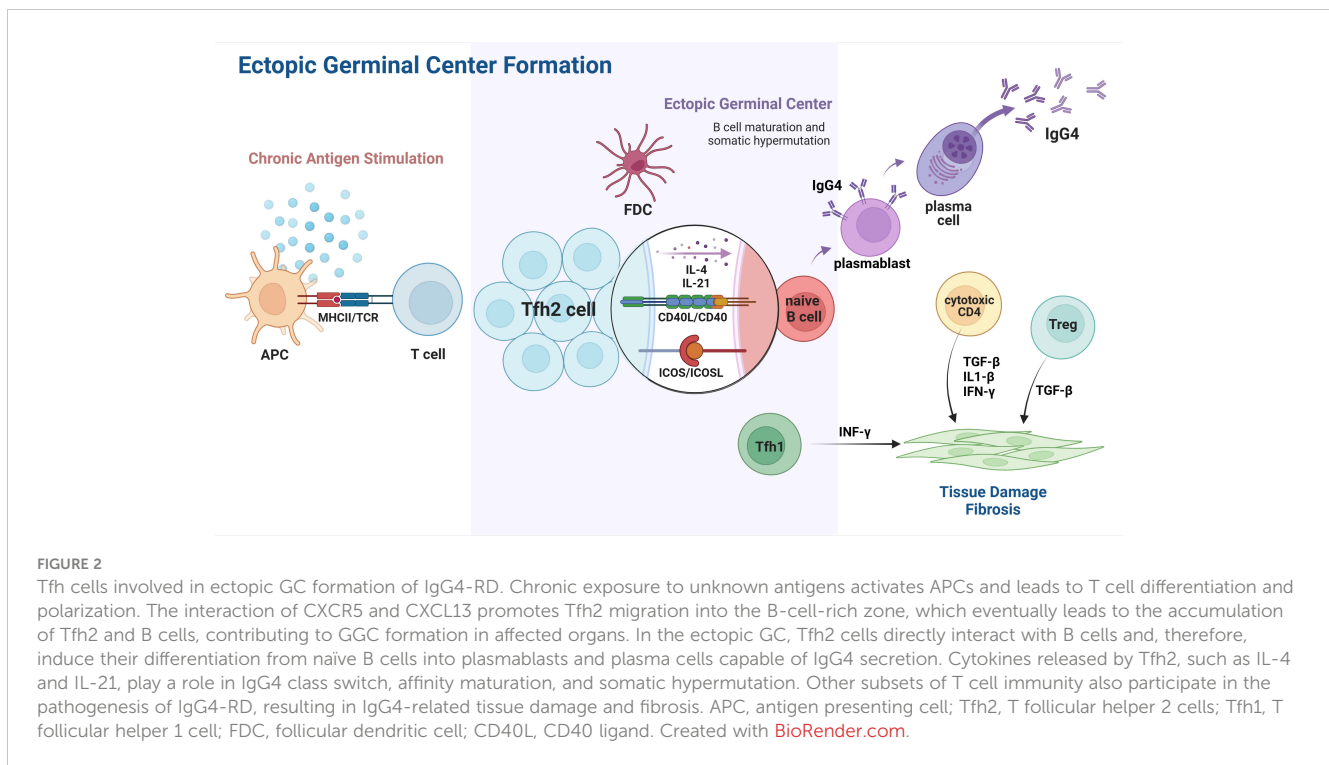 Ectopic Germinal Center Formation
Ectopic Germinal Center
B cell maturation and
somatic hypermutation
Chronic Antigen Stimulation
FDC
IgG4
IgG4
plasma
cell
plasmablast
IL-4
IL-21
Tfh2 cell
CD40L/CD40
naive
B cell
MHCII/TCR
APC
T cell
ICOS/ICOSL
cytotoxic
CD4
Treg
TGF-β
IL1-β
IFN-γ
TGF-β
Tfh1
INF-γ
Tissue Damage
Fibrosis
FIGURE 2
Tfh cells involved in ectopic GC formation of IgG4-RD. Chronic exposure to unknown antigens activates APCs and leads to T cell differentiation and
polarization. The interaction of CXCR5 and CXCL13 promotes Tfh2 migration into the B-cell-rich zone, which eventually leads to the accumulation
of Tfh2 and B cells, contributing to GGC formation in affected organs. In the ectopic GC, Tfh2 cells directly interact with B cells and, therefore,
induce their differentiation from naïve B cells into plasmablasts and plasma cells capable of IgG4 secretion. Cytokines released by Tfh2, such as IL-4
and IL-21, play a role in IgG4 class switch, affinity maturation, and somatic hypermutation. Other subsets of T cell immunity also participate in the
pathogenesis of IgG4-RD, resulting in IgG4-related tissue damage and fibrosis. APC, antigen presenting cell; Tfh2, T follicular helper 2 cells; Tfh1, T
follicular helper 1 cell; FDC, follicular dendritic cell; CD40L, CD40 ligand. Created with BioRender.com.